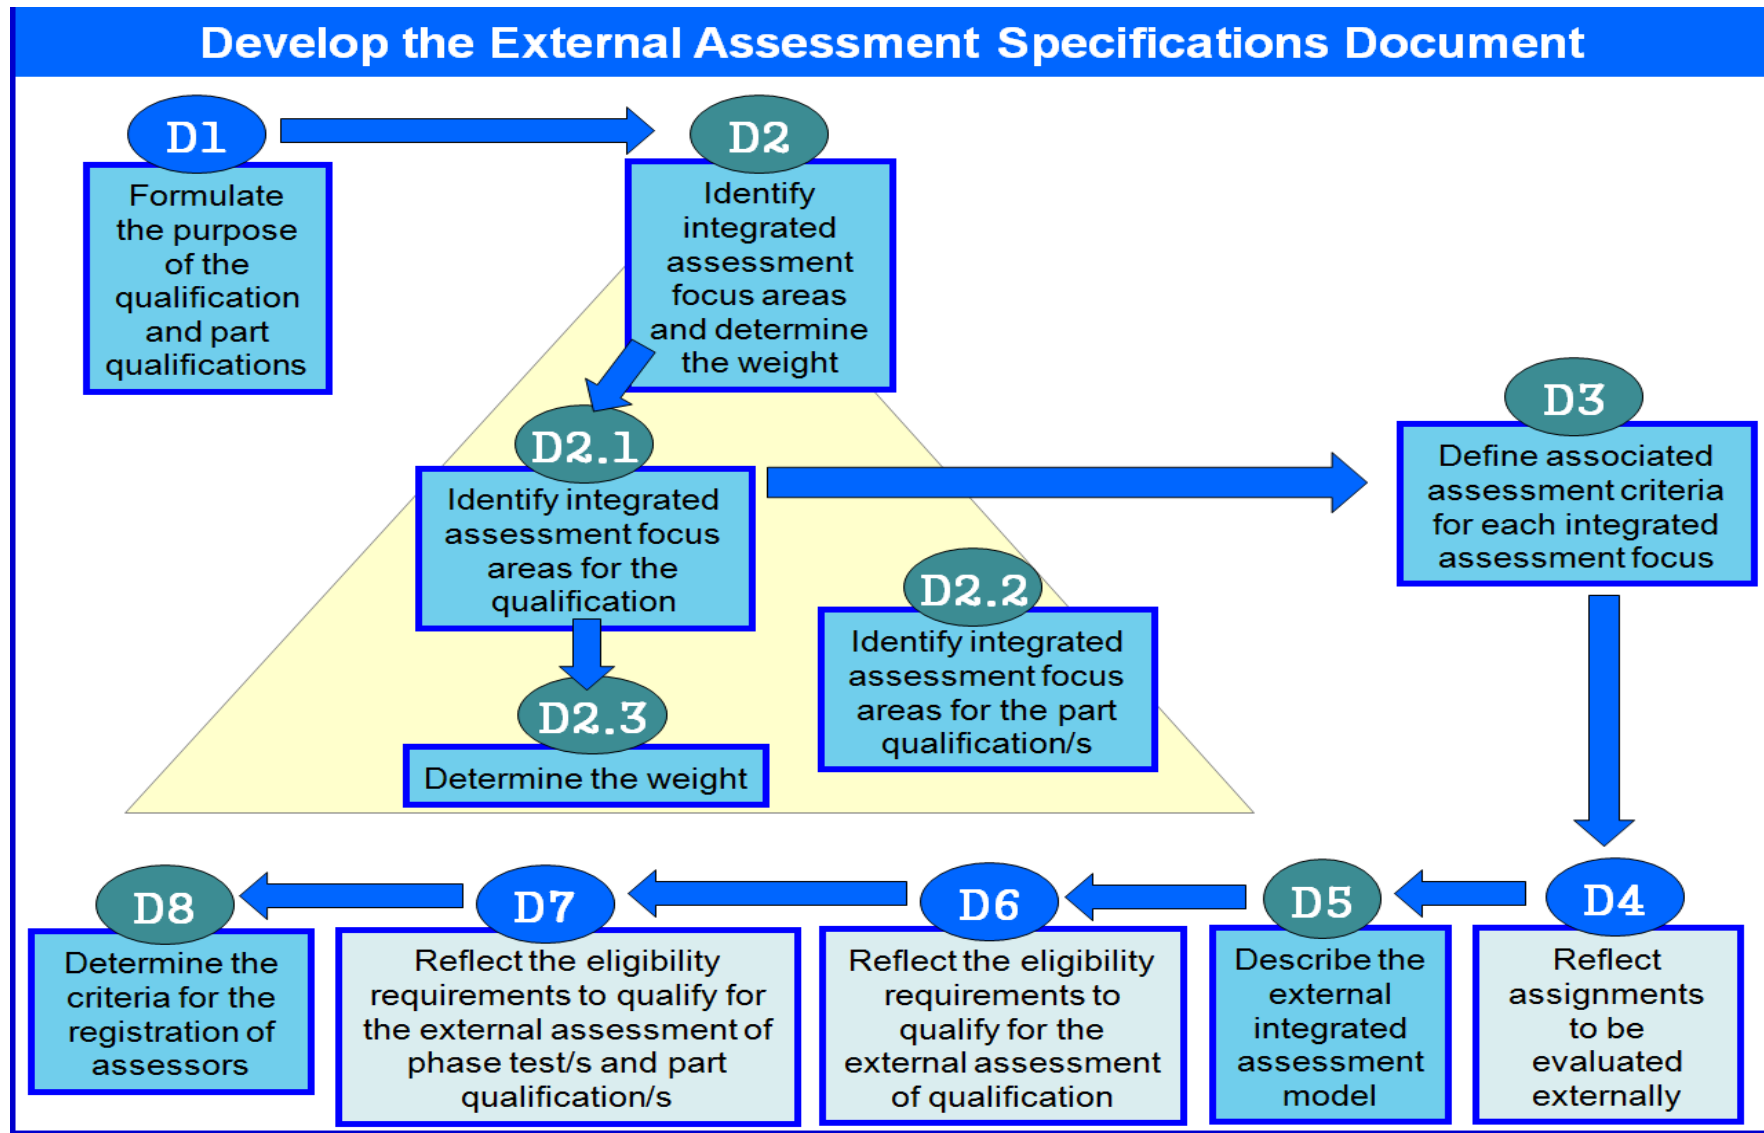 Develop the External Assessment Specifications Document
D1
Formulate
the purpose
of the
qualification
and part
qualifications
D2
Identify
integrated
assessment
focus areas
and determine
the weight
D2.1
Identify integrated
assessment focus
areas for the
qualification
D2.2
Identify integrated
assessment focus
areas for the part
qualification/s
D2.3
Determine the weight
D3
Define associated
assessment criteria
for each integrated
assessment focus
D4
Reflect
assignments
to be
evaluated
externally
D5
Describe the
external
integrated
assessment
model
D6
Reflect the eligibility
requirements to
qualify for the
external assessment
of qualification
D7
Reflect the eligibility
requirements to qualify for
the external assessment of
phase test/s and part
qualification/s
D8
Determine the
criteria for the
registration of
assessors